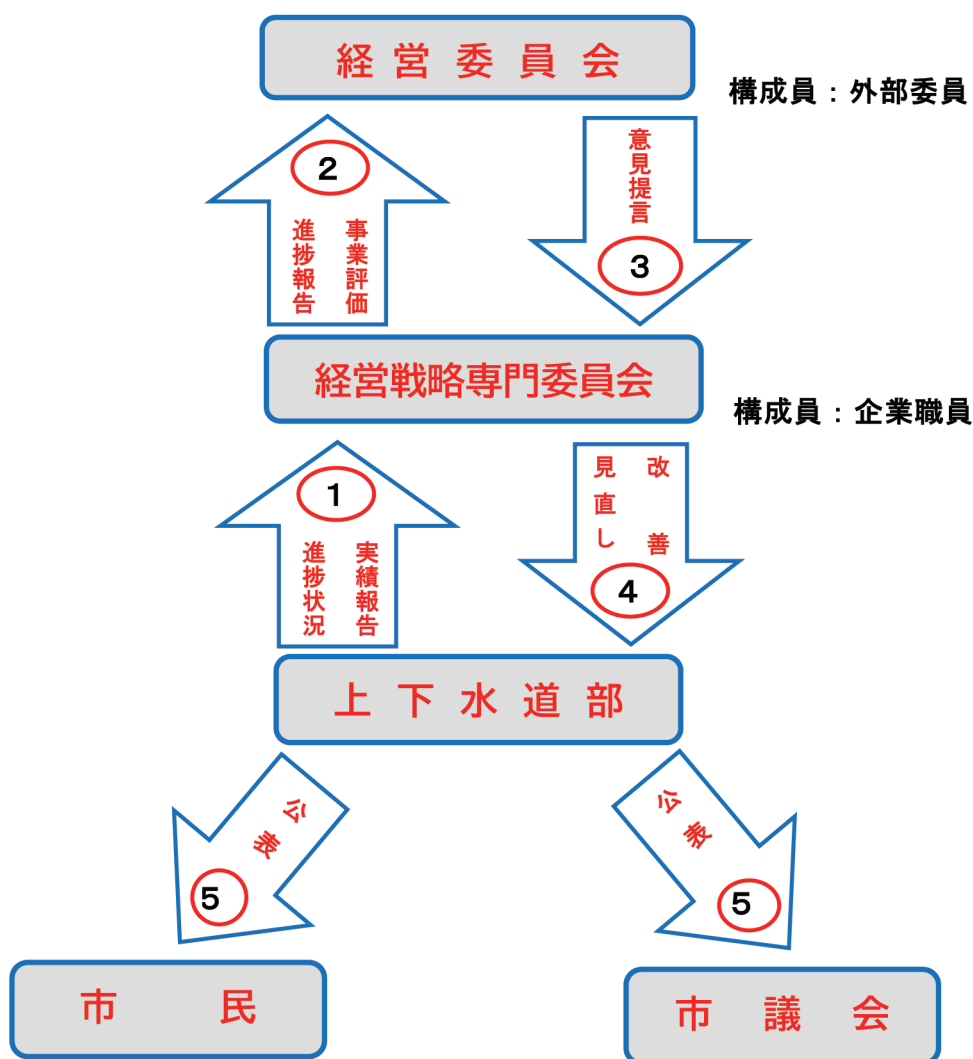 経営委員会
構成員：外部委員
2
事業評価
進捗報告
意見提言
3
経営戦略専門委員会
構成員：企業職員
1
実績報告
進捗状況
改善
見直し
4
上下水道部
公表
5
公表
5
市民
市議会